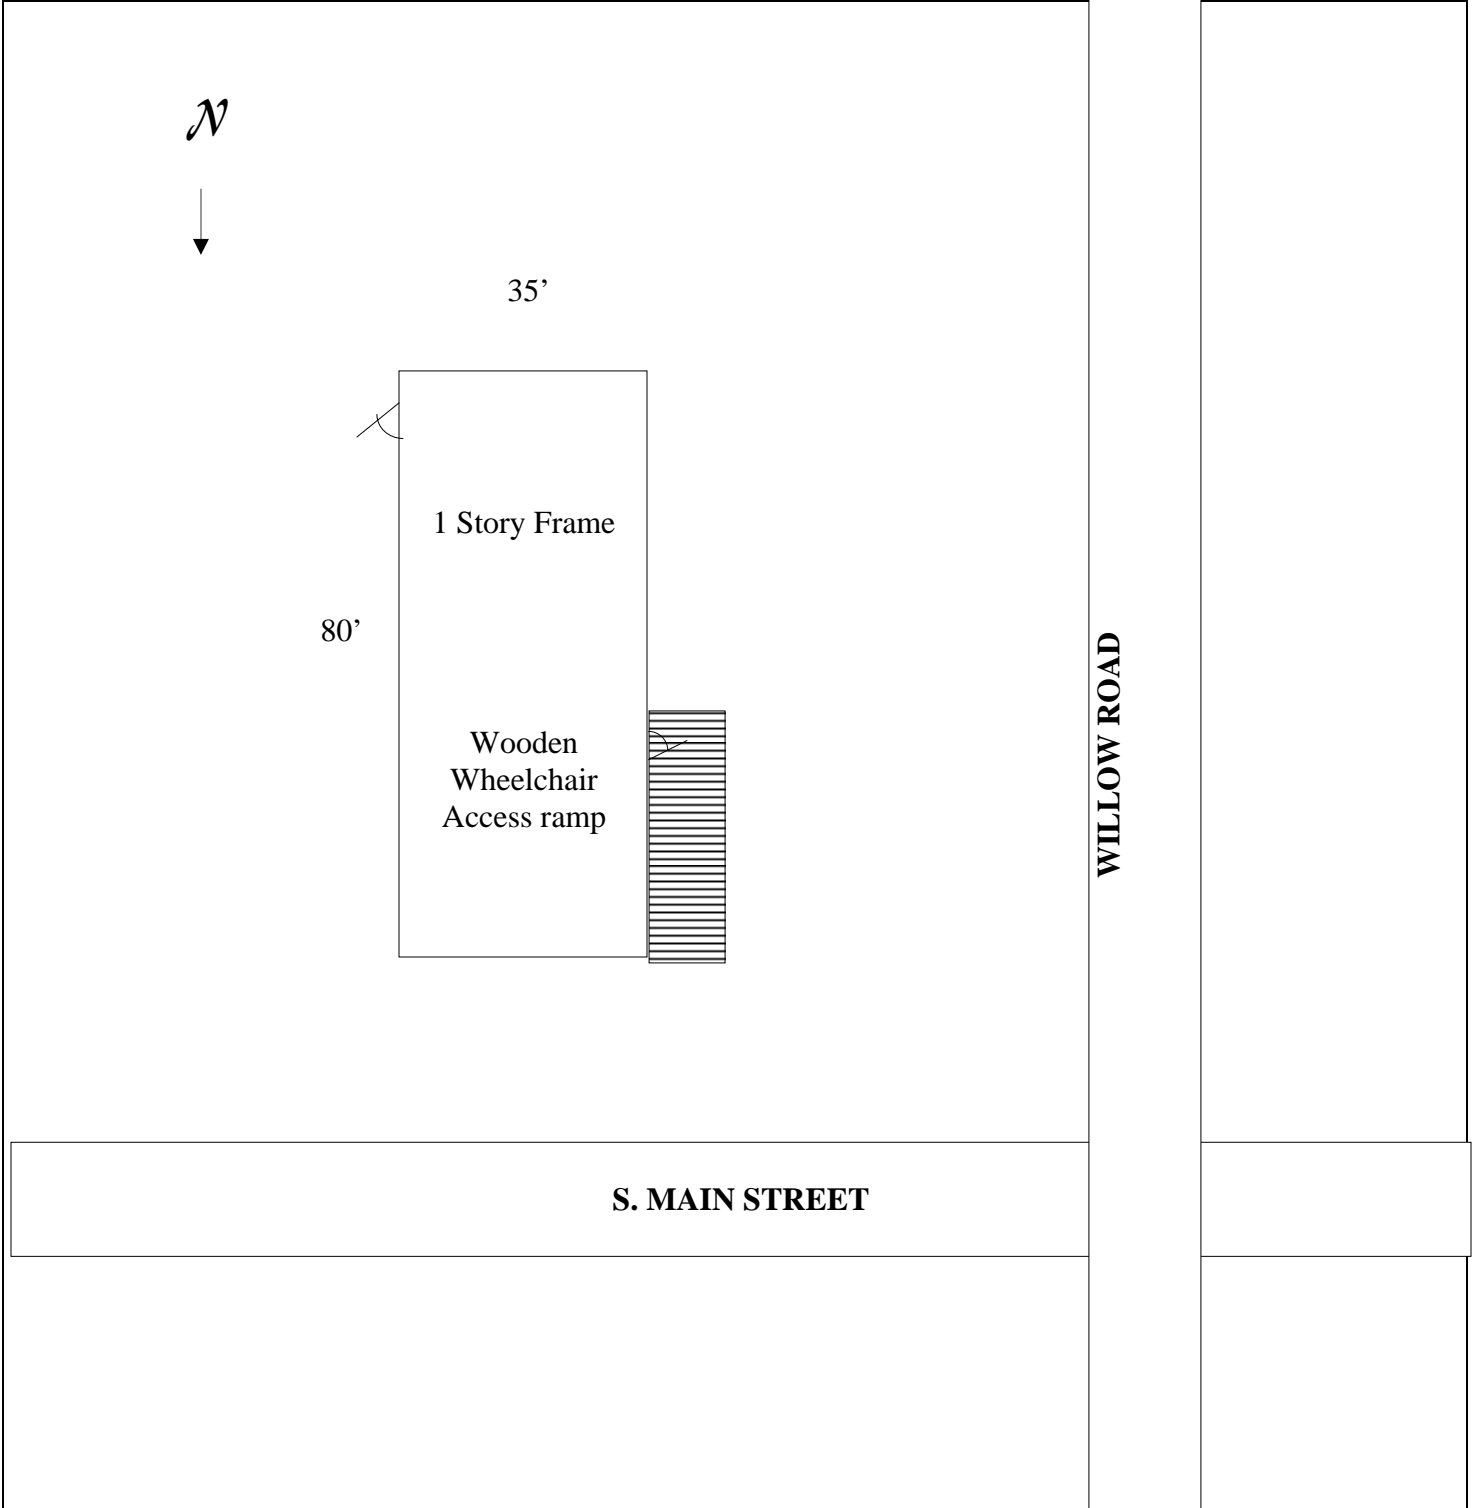 N
35’
1 Story Frame
80’
Wooden
Wheelchair
Access ramp
WILLOW ROAD
S. MAIN STREET